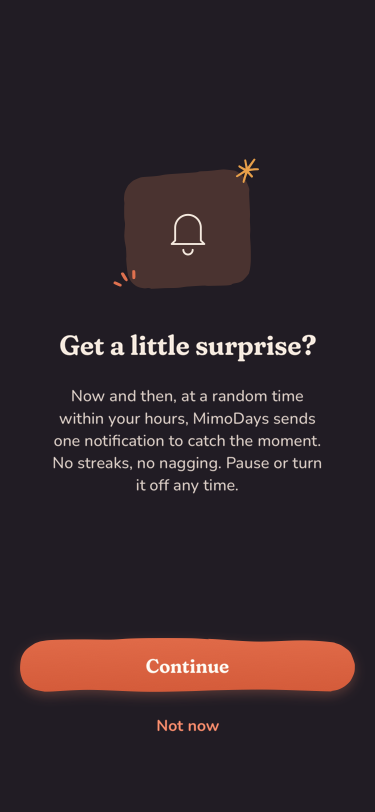 Get a little surprise?
Now and then, at a random time
within your hours, MimoDays sends
one notification to catch the moment.
No streaks, no nagging. Pause or turn
it off any time.
Continue
Not now